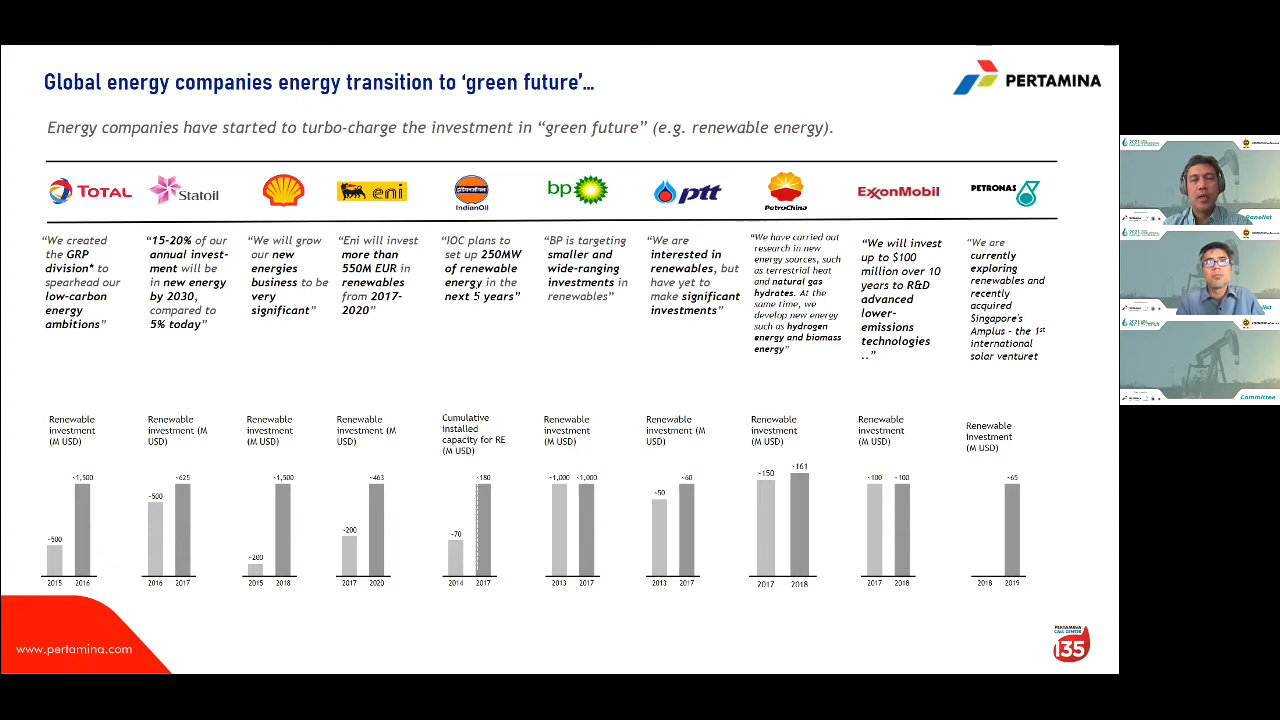 Global energy companies energy transition to ‘green future’…
PERTAMINA
Energy companies have started to turbo-charge the investment in “green future” (e.g. renewable energy).
TOTAL
Statoil
eni
IndianOil
bp
ptt
PetroChina
ExxonMobil
PETRONAS
“We created
the GRP
division* to
spearhead our
low-carbon
energy
ambitions”
“15-20% of our
annual invest-
ment will be
in new energy
by 2030,
compared to
5% today”
“We will grow
our new
energies
business to be
very
significant”
“Eni will invest
more than
550M EUR in
renewables
from 2017-
2020”
“IOC plans to
set up 250MW
of renewable
energy in the
next 5 years”
“BP is targeting
smaller and
wide-ranging
investments in
renewables”
“We are
interested in
renewables, but
have yet to
make significant
investments”
“We have carried out
research in new
energy sources, such
as terrestrial heat
and natural gas
hydrates. At the
same time, we
develop new energy
such as hydrogen
energy and biomass
energy”
“We will invest
up to $100
million over 10
years to R&D
advanced
lower-
emissions
technologies
..”
“We are
currently
exploring
renewables and
recently
acquired
Singapore's
Amplus – the 1st
international
solar venturet
Renewable
investment
(M USD)
~500
~1,500
2015 2016
Renewable
investment (M
USD)
~500
~625
2016 2017
Renewable
investment
(M USD)
~200
~1,500
2015 2018
Renewable
investment (M
USD)
~200
~463
2017 2020
Cumulative
installed
capacity for RE
(M USD)
~70
~180
2014 2017
Renewable
investment
(M USD)
~1,000 ~1,000
2013 2017
Renewable
investment (M
USD)
~50
~60
2013 2017
Renewable
investment
(M USD)
~150
~161
2017 2018
Renewable
investment
(M USD)
~100 ~100
2017 2018
Renewable
investment
(M USD)
~65
2018 2019
www.pertamina.com
PERTAMINA
CALL CENTER
135
Panelist
list
Committee